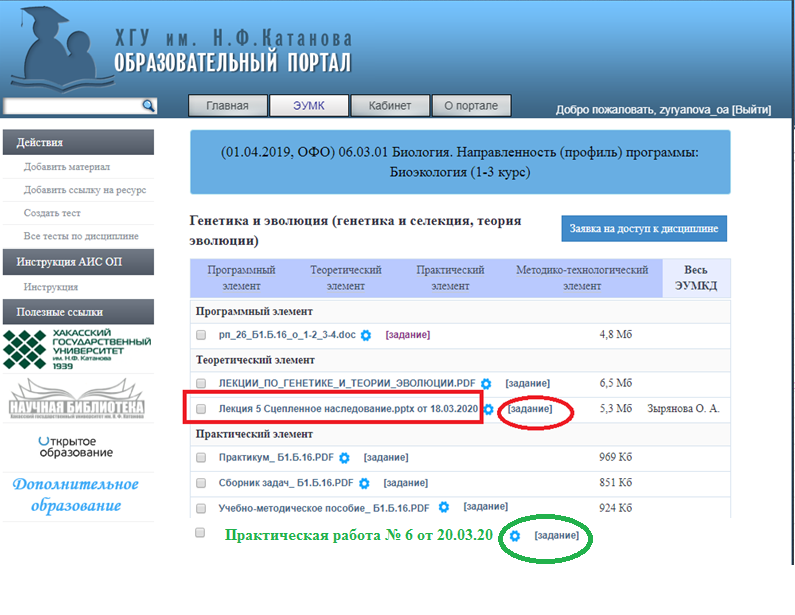 ХГУ им. Н.Ф.Катанова
ОБРАЗОВАТЕЛЬНЫЙ ПОРТАЛ
Главная ЭУМК Кабинет О портале
Добро пожаловать, zyryanova_oa [Выйти]
Действия
Добавить материал
Добавить ссылку на ресурс
Создать тест
Все тесты по дисциплине
Инструкция АИС ОП
Инструкция
Полезные ссылки
ХАКАССКИЙ
ГОСУДАРСТВЕННЫЙ
УНИВЕРСИТЕТ
им. Н.Ф. Катанова
1939
НАУЧНАЯ БИБЛИОТЕКА
Хакасский государственный университет им. Н.Ф. Катанова
Открытое
образование
Дополнительное
образование
(01.04.2019, ОФО) 06.03.01 Биология. Направленность (профиль) программы:
Биоэкология (1-3 курс)
Генетика и эволюция (генетика и селекция, теория
эволюции)
Заявка на доступ к дисциплине
Программный элемент
Теоретический элемент
Практический элемент
Методико-технологический элемент
Весь ЭУМКД
Программный элемент
рп_26_Б1.Б.16_о_1-2_3-4.doc [задание] 4,8 Мб
Теоретический элемент
ЛЕКЦИИ_ПО_ГЕНЕТИКЕ_И_ТЕОРИИ_ЭВОЛЮЦИИ.PDF [задание] 6,5 Мб
Лекция 5 Сцепленное наследование.pptx от 18.03.2020 [задание] 5,3 Мб Зырянова О. А.
Практический элемент
Практикум_ Б1.Б.16.PDF [задание] 969 Кб
Сборник задач_ Б1.Б.16.PDF [задание] 851 Кб
Учебно-методическое пособие_ Б1.Б.16.PDF [задание] 924 Кб
Практическая работа № 6 от 20.03.20 [задание]